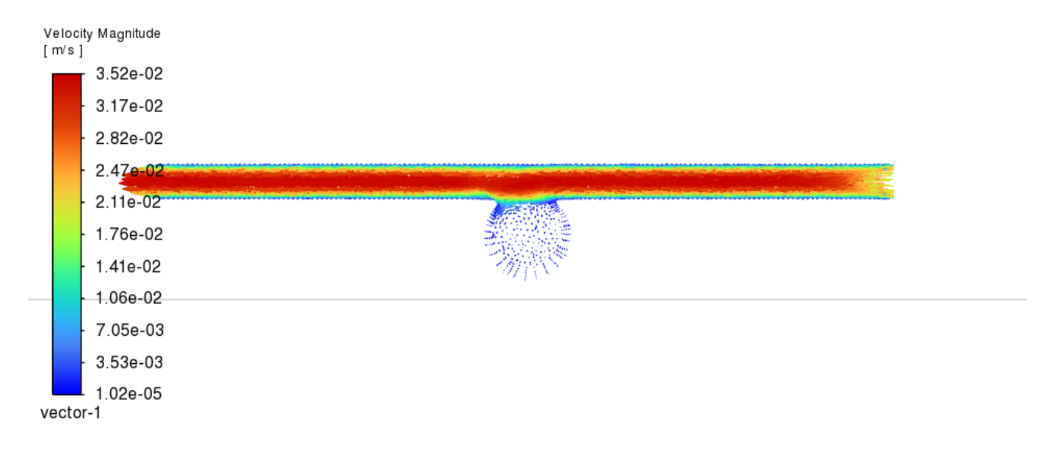 Velocity Magnitude
[ m/s ]
3.52e-02
3.17e-02
2.82e-02
2.47e-02
2.11e-02
1.76e-02
1.41e-02
1.06e-02
7.05e-03
3.53e-03
1.02e-05
vector-1